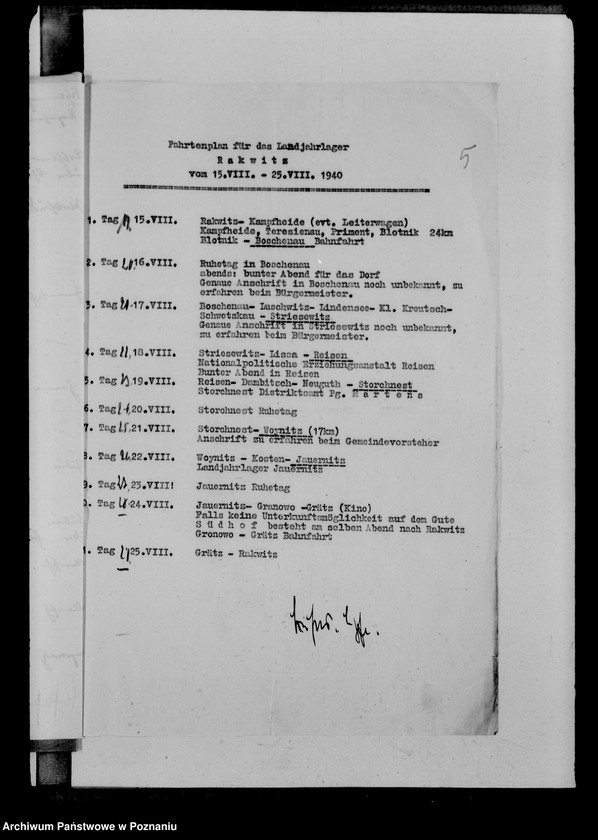 5
Fahrtenplan für das Landjahrlager
R a k w i t z
vom 15.VIII. - 25.VIII. 1940
1. Tag 15.VIII. Rakwitz- Kampfheide (evt. Leiterwagen)
Kampfheide, Teresienau, Priment, Blotnik 24km
Blotnik - Boschenau Bahnfahrt
2. Tag 16.VIII. Ruhetag in Boschenau
abends: bunter Abend für das Dorf
Genaue Anschrift in Boschenau noch unbekannt, zu
erfahren beim Bürgermeister.
3. Tag 17.VIII. Boschenau- Luschwitz- Lindensee- Kl. Kreutsch-
Schwetzkau - Striesewitz
Genaue Anschrift in Striesewitz noch unbekannt,
zu erfahren beim Bürgermeister.
4. Tag 18.VIII. Striesewitz- Lissa - Reisen
Nationalpolitische Erziehungsanstalt Reisen
Bunter Abend in Reisen
5. Tag 19.VIII. Reisen- Dambitsch- Neuguth - Storchnest
Storchnest Distriktsamt Pg. M a r t e n s
6. Tag 20.VIII. Storchnest Ruhetag
7. Tag 21.VIII. Storchnest- Woynitz (17km)
Anschrift zu erfahren beim Gemeindevorsteher
8. Tag 22.VIII. Woynitz - Kosten- Jauernitz
Landjahrlager Jauernitz
9. Tag 23.VIII! Jauernitz Ruhetag
0. Tag 24.VIII. Jauernitz- Granowo -Grätz (Kino)
Falls keine Unterkunftsmöglichkeit auf dem Gute
S ü d h o f besteht am selben Abend nach Rakwitz
Gronowo - Grätz Bahnfahrt
1. Tag 25.VIII. Grätz - Rakwitz
Archiwum Państwowe w Poznaniu